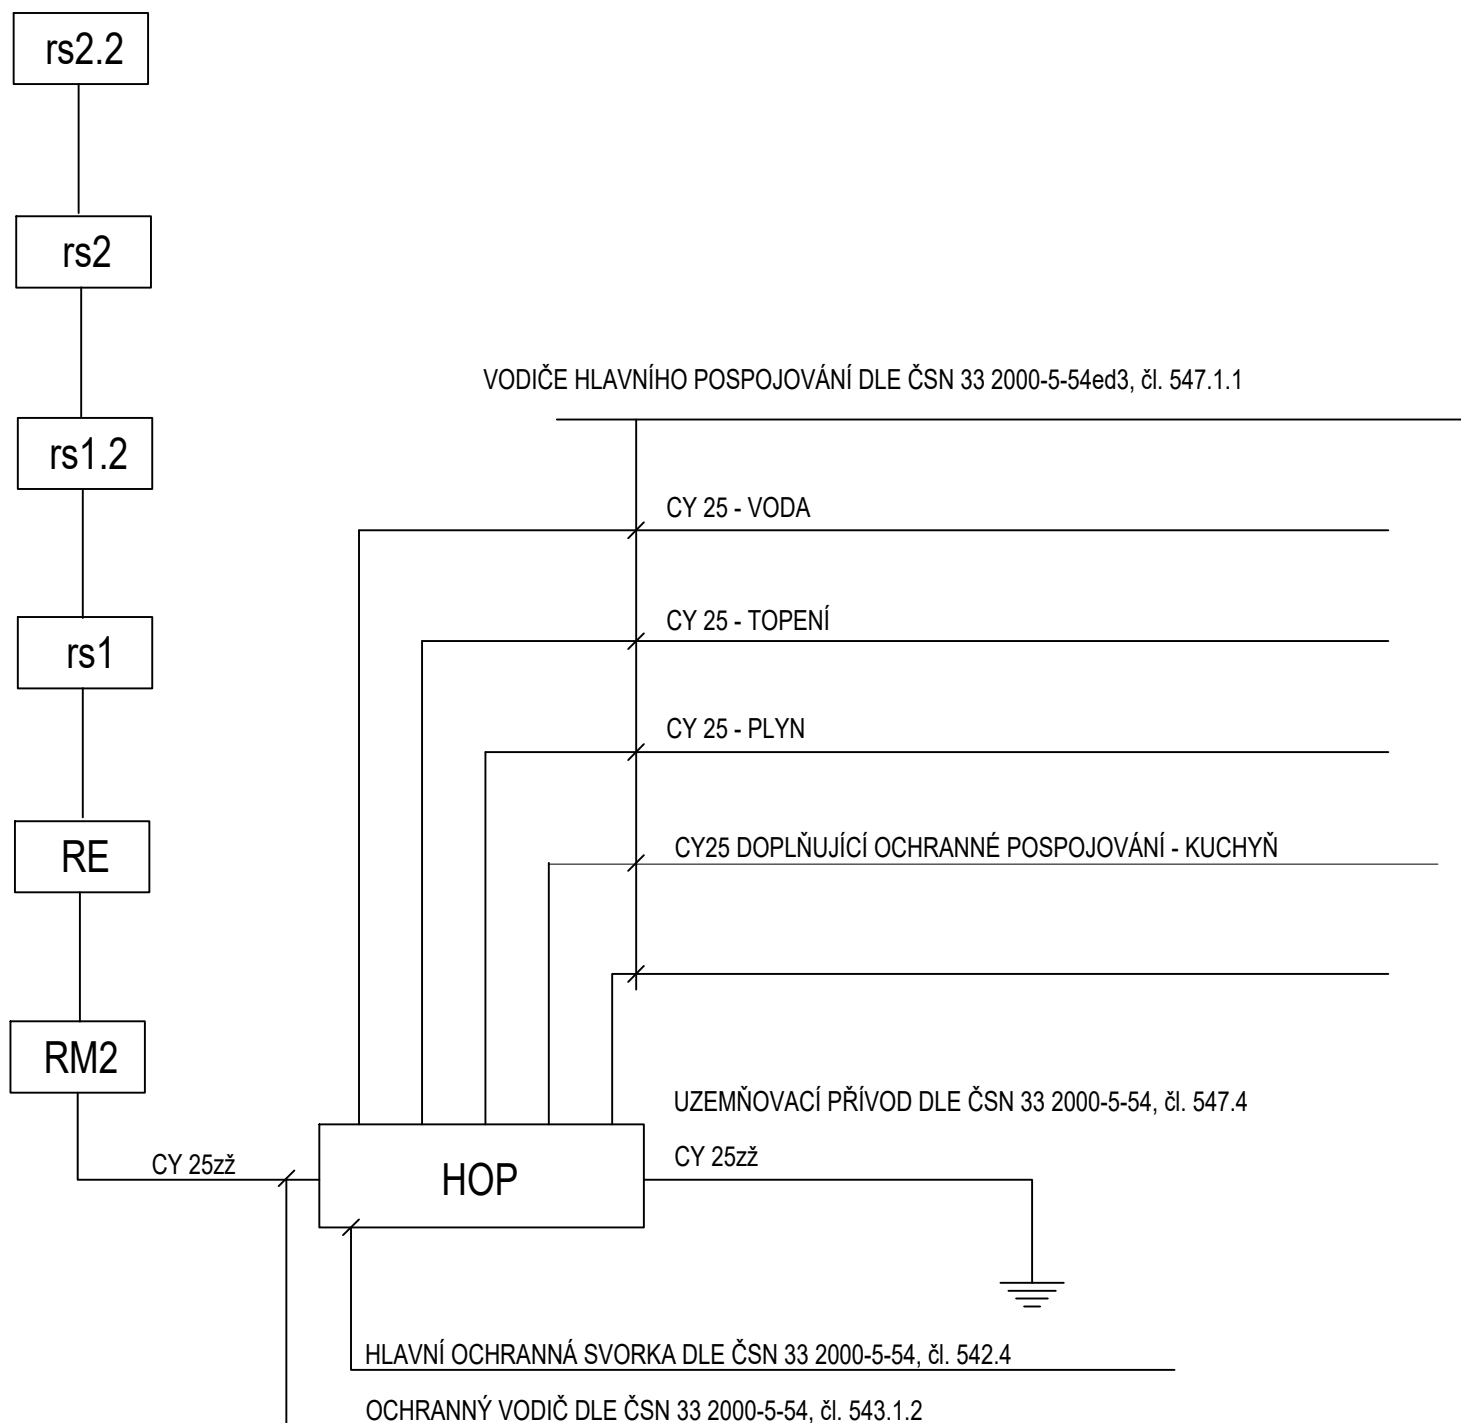 rs2.2
rs2
VODIČE HLAVNÍHO POSPOJOVÁNÍ DLE ČSN 33 2000-5-54ed3, čl. 547.1.1
rs1.2
CY 25 - VODA
CY 25 - TOPENÍ
rs1
CY 25 - PLYN
CY25 DOPLŇUJÍCÍ OCHRANNÉ POSPOJOVÁNÍ - KUCHYŇ
RE
RM2
UZEMŇOVACÍ PŘÍVOD DLE ČSN 33 2000-5-54, čl. 547.4
CY 25zž
CY 25zž
HOP
HLAVNÍ OCHRANNÁ SVORKA DLE ČSN 33 2000-5-54, čl. 542.4
OCHRANNÝ VODIČ DLE ČSN 33 2000-5-54, čl. 543.1.2